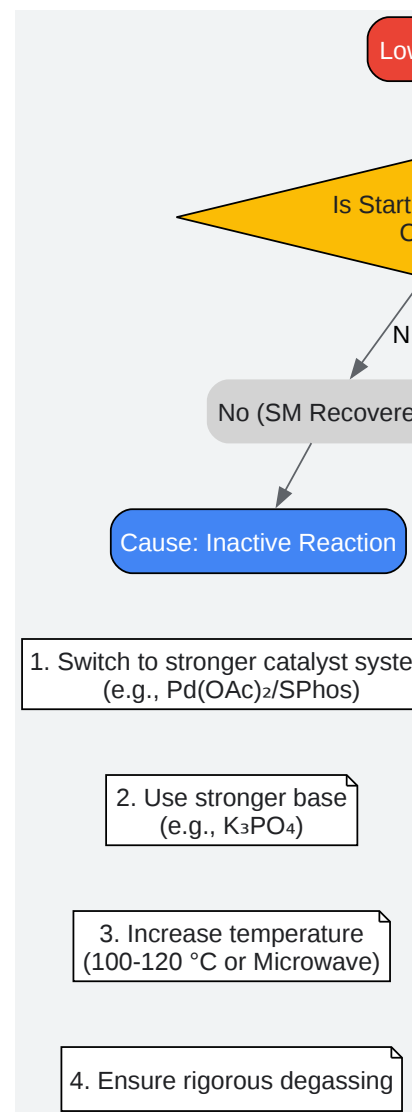 Is Start
No (SM Recovere
Cause: Inactive Reaction
1. Switch to stronger catalyst syste
(e.g., Pd(OAc)₂/SPhos)
2. Use stronger base
(e.g., K₃PO₄)
3. Increase temperature
(100-120 °C or Microwave)
4. Ensure rigorous degassing